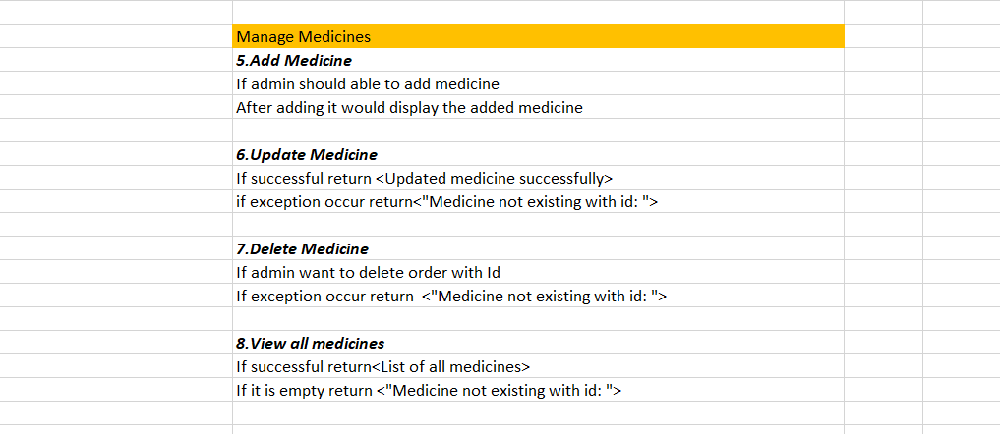 Manage Medicines
5.Add Medicine
If admin should able to add medicine
After adding it would display the added medicine
6.Update Medicine
If successful return <Updated medicine successfully>
if exception occur return<"Medicine not existing with id: ">
7.Delete Medicine
If admin want to delete order with Id
If exception occur return  <"Medicine not existing with id: ">
8.View all medicines
If successful return<List of all medicines>
If it is empty return <"Medicine not existing with id: ">